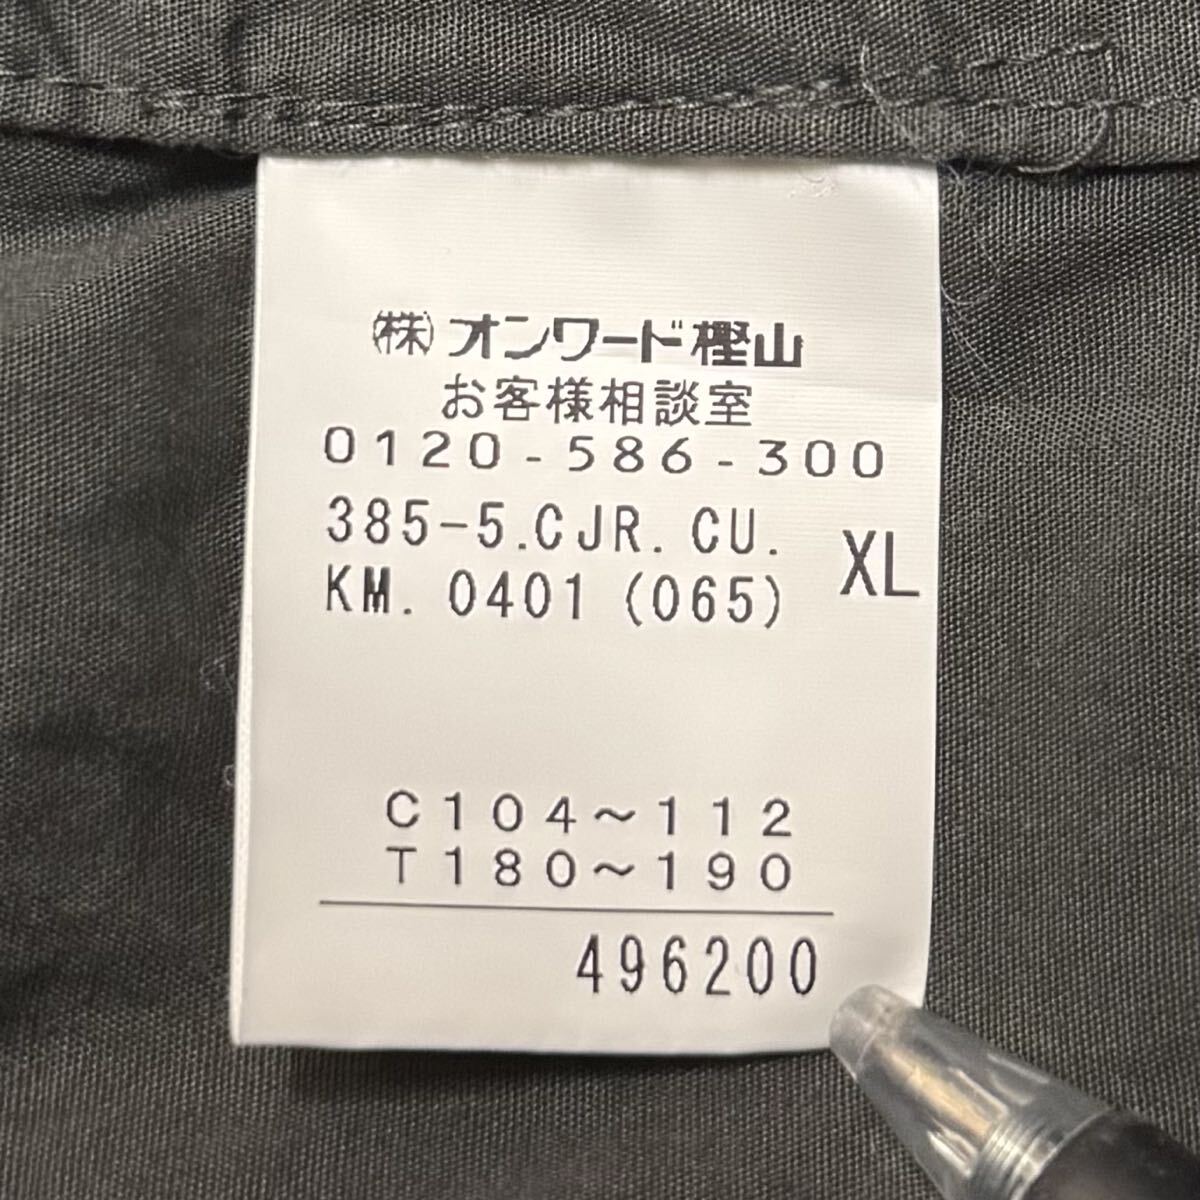 ㈱オンワード樫山
お客様相談室
0120-586-300
385-5.CJR.CU.
XL
KM.0401(065)
C104～112
T180～190
496200